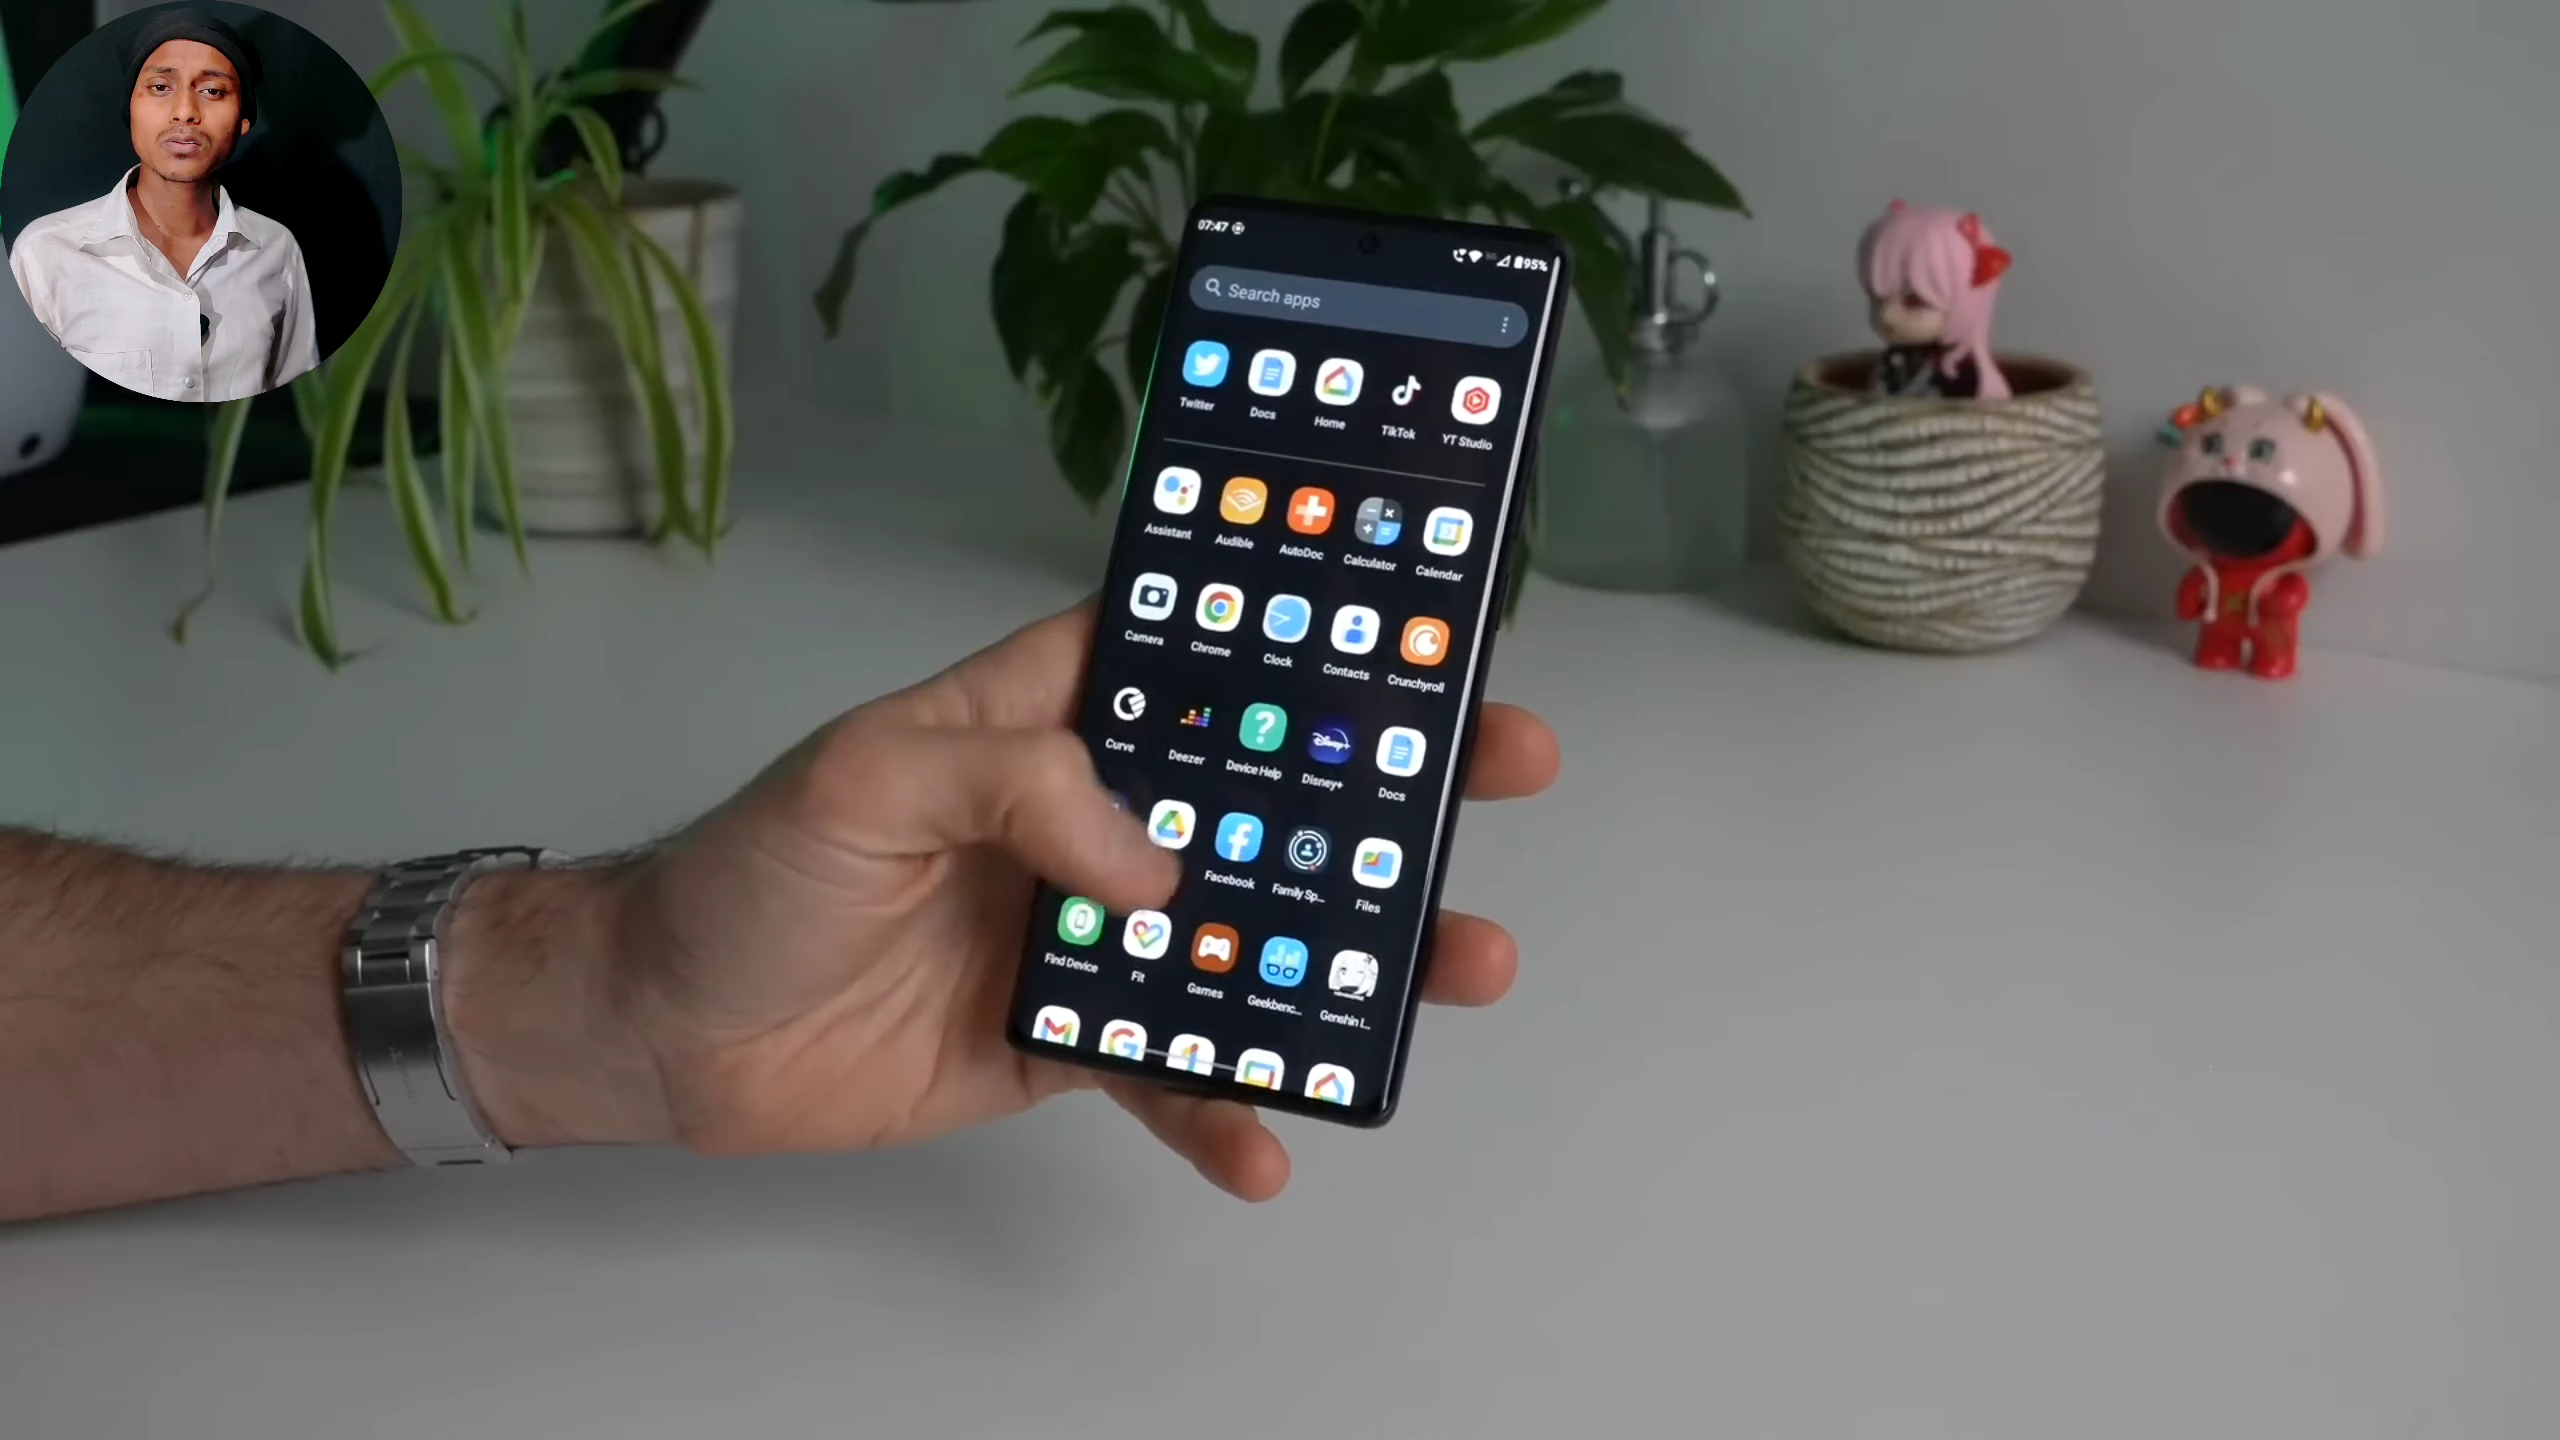 07:47 95%
Search apps
Twitter Docs Home TikTok YT Studio
Assistant Audible AutoDoc Calculator Calendar
Camera Chrome Clock Contacts Crunchyroll
Curve Deezer Device Help Disney+ Docs
Facebook Family Sp... Files
Find Device Fit Games Geekbenc... Genshin I...